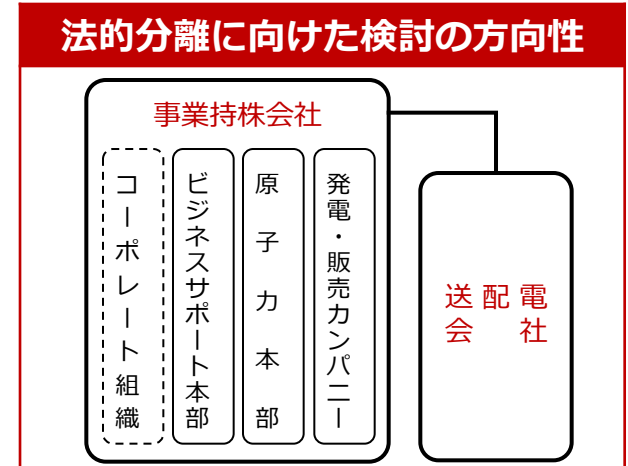 法的分離に向けた検討の方向性
事業持株会社
コーポレート組織
ビジネスサポート本部
原子力本部
発電・販売カンパニー
送配電
会社